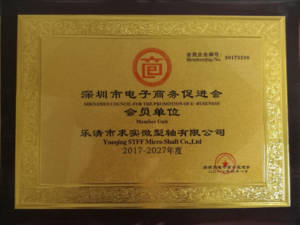 会员企业编号:
Membership No.
深圳市电子商务促进会
SHENZHEN COUNCIL FOR THE PROMOTION OF E-BUSINESS
会员单位
Member Unit
乐清市求实微型轴有限公司
Yueqing STFF Micro Shaft Co.,Ltd
2017-2027年度